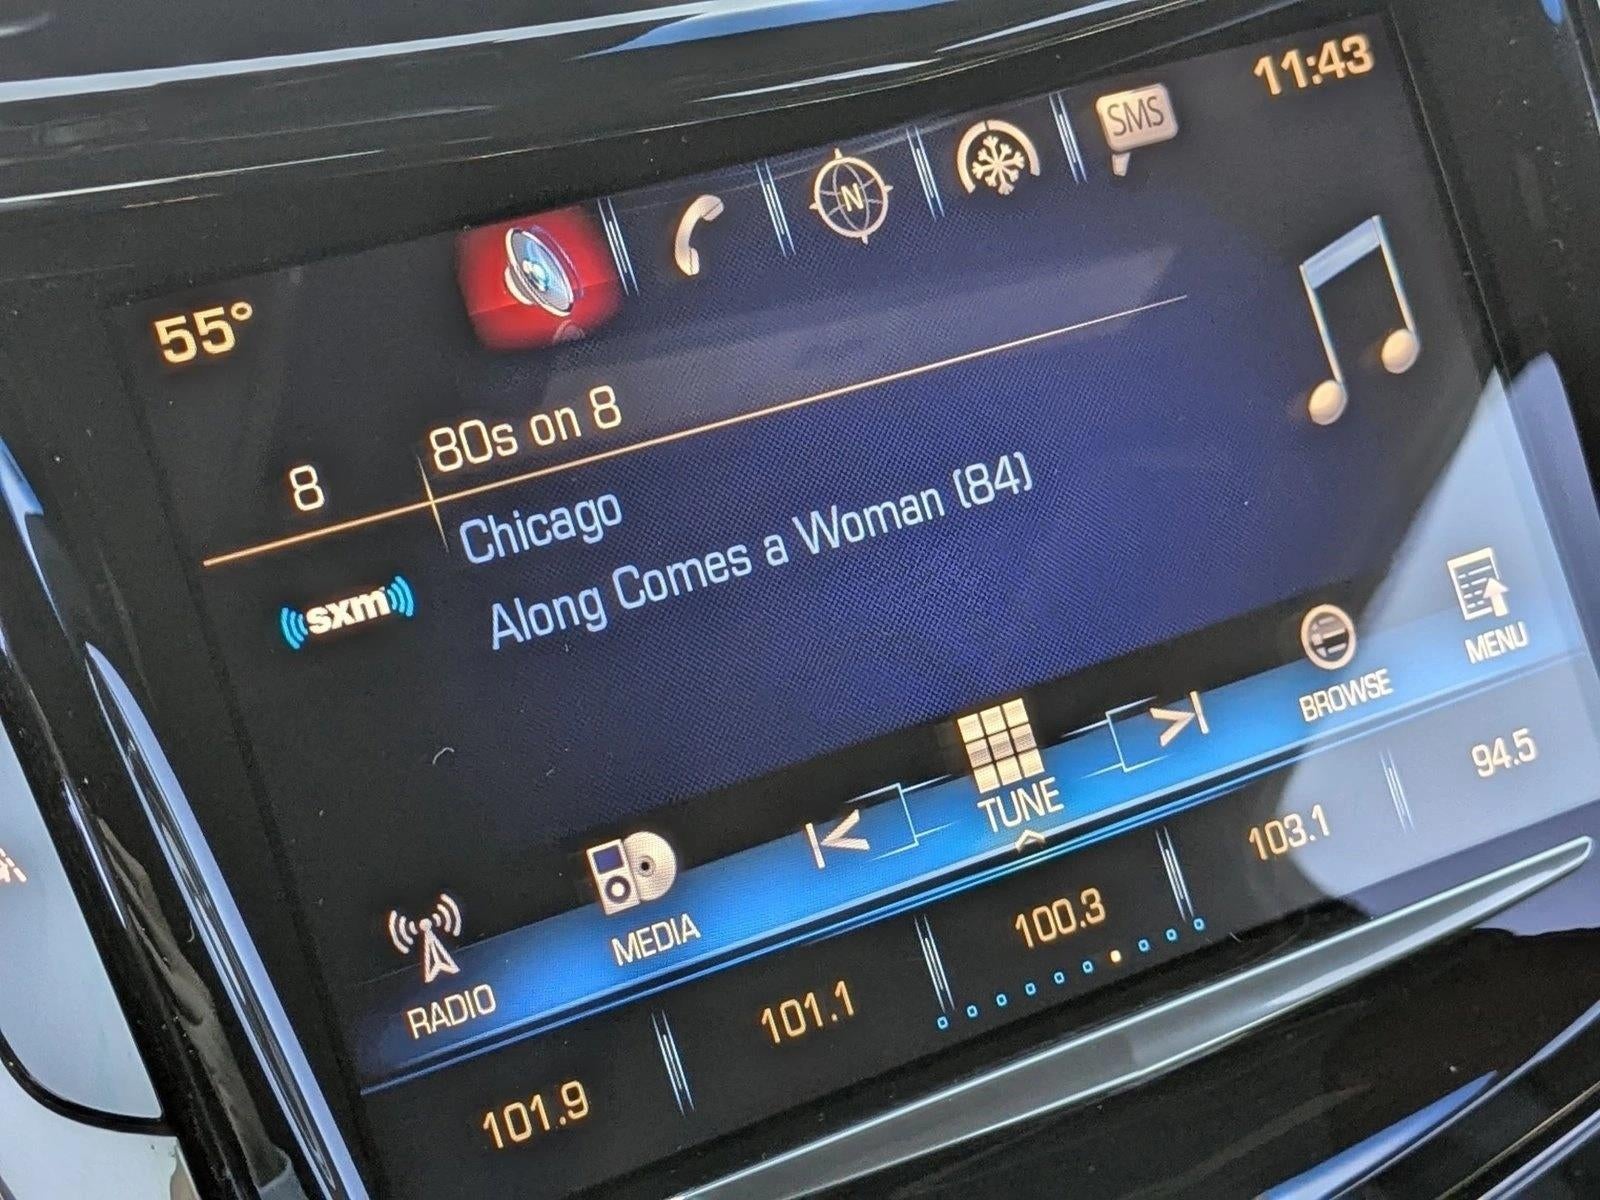 11:43
SMS
N
55°
8
80s on 8
Chicago
Along Comes a Woman (84)
sxm
RADIO
MEDIA
TUNE
BROWSE
MENU
101.9
101.1
100.3
103.1
94.5